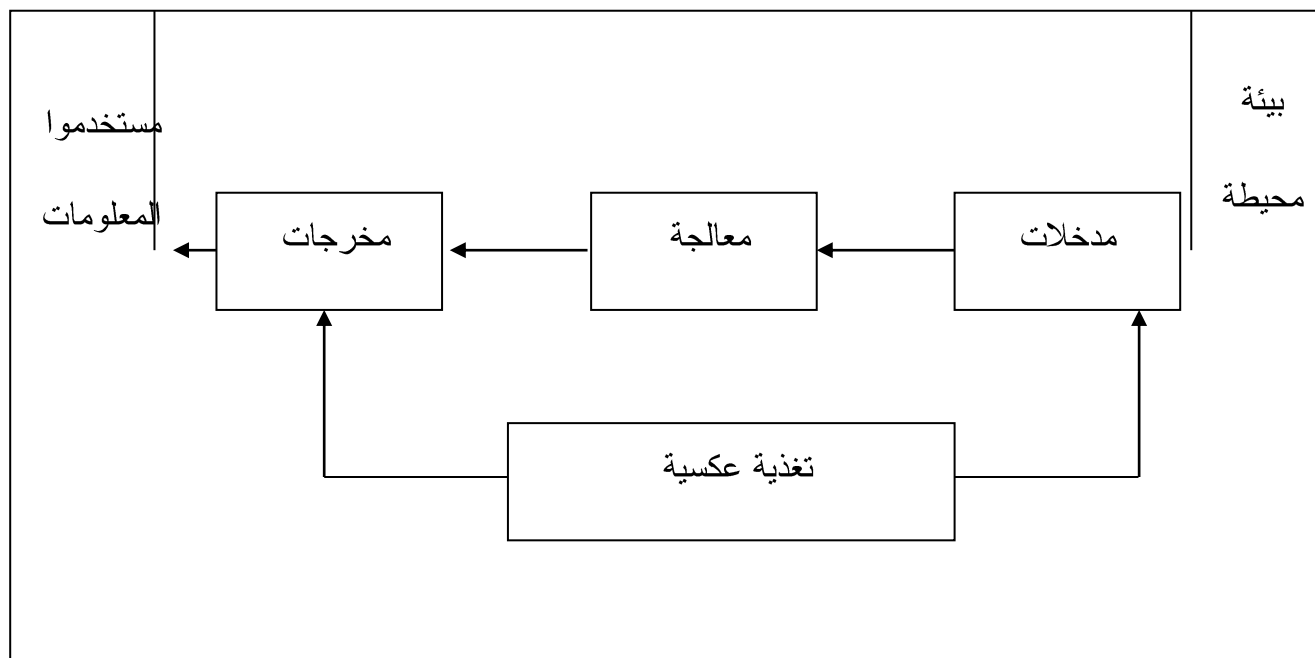 بيئة
محيطة
مدخلات
معالجة
مخرجات
مستخدموا
المعلومات
تغذية عكسية